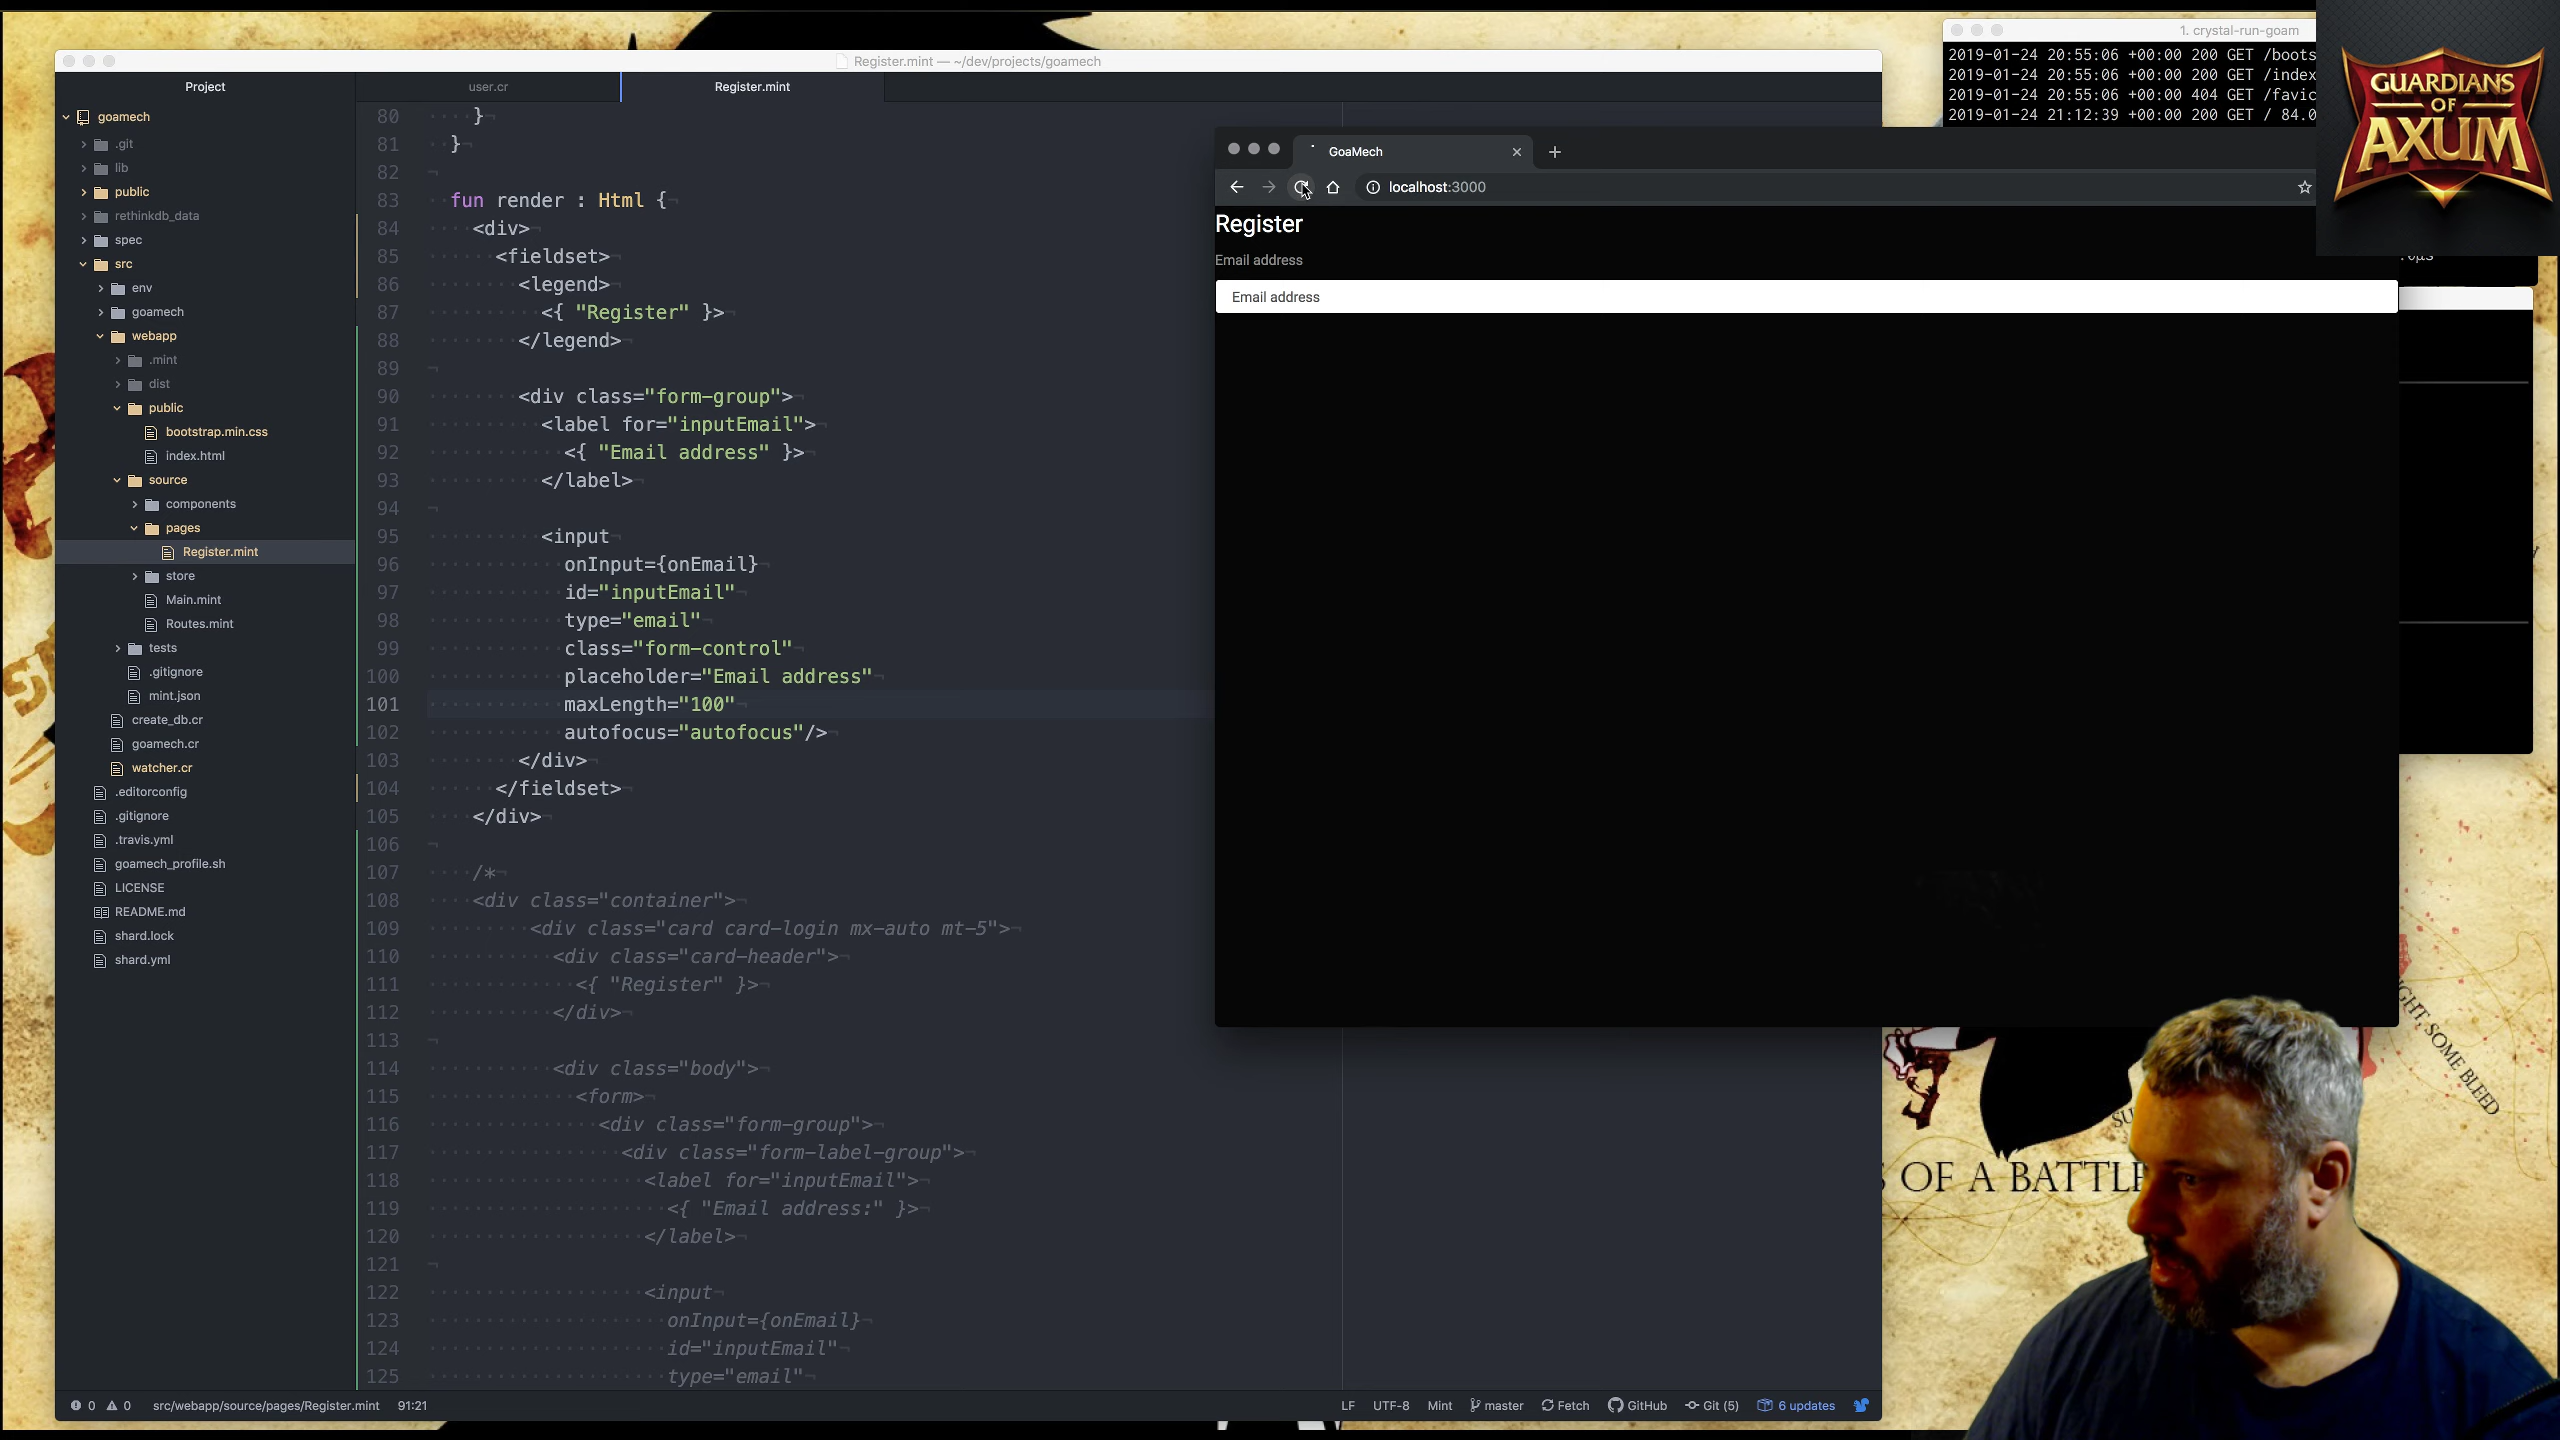 1. crystal-run-goam
2019-01-24 20:55:06 +00:00 200 GET /boots
2019-01-24 20:55:06 +00:00 200 GET /index
2019-01-24 20:55:06 +00:00 404 GET /favic
2019-01-24 21:12:39 +00:00 200 GET / 84.0
GUARDIANS
OF
AXUM
Register.mint — ~/dev/projects/goamech
Project
user.cr
Register.mint
goamech
.git
lib
public
rethinkdb_data
spec
src
env
goamech
webapp
.mint
dist
public
bootstrap.min.css
index.html
source
components
pages
Register.mint
store
Main.mint
Routes.mint
tests
.gitignore
mint.json
create_db.cr
goamech.cr
watcher.cr
.editorconfig
.gitignore
.travis.yml
goamech_profile.sh
LICENSE
README.md
shard.lock
shard.yml
80 }
81 }
82
83 fun render : Html {
84 <div>
85 <fieldset>
86 <legend>
87 <{ "Register" }>
88 </legend>
89
90 <div class="form-group">
91 <label for="inputEmail">
92 <{ "Email address" }>
93 </label>
94
95 <input
96 onInput={onEmail}
97 id="inputEmail"
98 type="email"
99 class="form-control"
100 placeholder="Email address"
101 maxLength="100"
102 autofocus="autofocus"/>
103 </div>
104 </fieldset>
105 </div>
106
107 /*
108 <div class="container">
109 <div class="card card-login mx-auto mt-5">
110 <div class="card-header">
111 <{ "Register" }>
112 </div>
113
114 <div class="body">
115 <form>
116 <div class="form-group">
117 <div class="form-label-group">
118 <label for="inputEmail">
119 <{ "Email address:" }>
120 </label>
121
122 <input
123 onInput={onEmail}
124 id="inputEmail"
125 type="email"
GoaMech
localhost:3000
Register
Email address
Email address
GHT, SOME BLEED
OF A BATTL
0 0 src/webapp/source/pages/Register.mint 91:21
LF UTF-8 Mint master Fetch GitHub Git (5) 6 updates